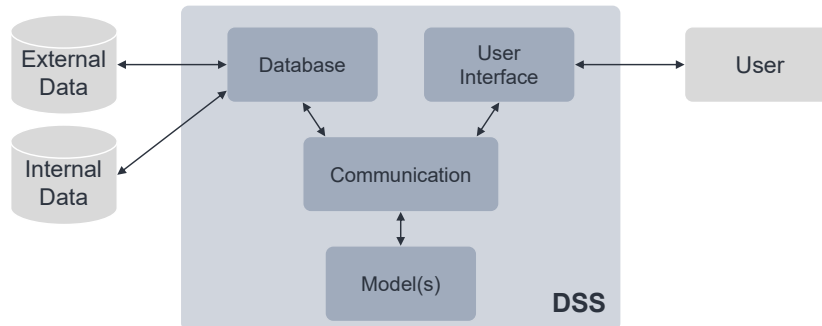 External
Data
Database
User
Interface
User
Internal
Data
Communication
Model(s)
DSS